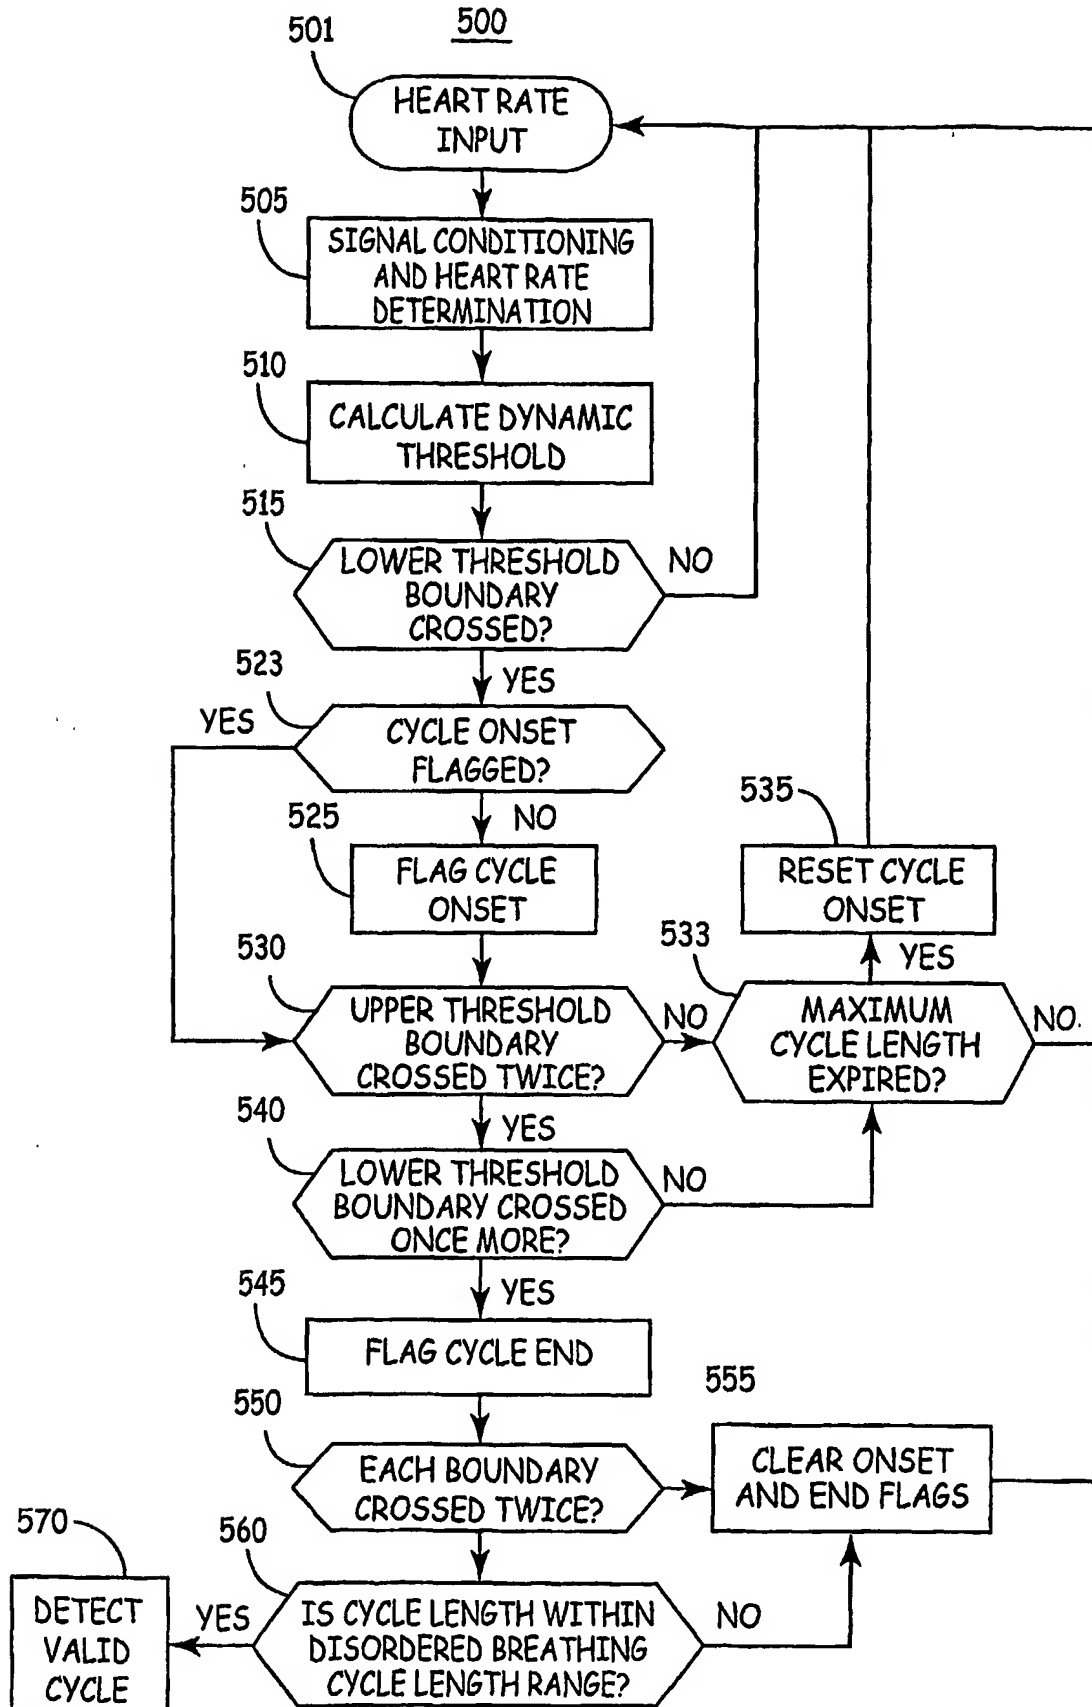 500
501
HEART RATE
INPUT
505
SIGNAL CONDITIONING
AND HEART RATE
DETERMINATION
510
CALCULATE DYNAMIC
THRESHOLD
515
LOWER THRESHOLD
BOUNDARY
CROSSED?
NO
YES
523
YES
CYCLE ONSET
FLAGGED?
NO
525
FLAG CYCLE
ONSET
535
RESET CYCLE
ONSET
YES
530
UPPER THRESHOLD
BOUNDARY
CROSSED TWICE?
NO
533
MAXIMUM
CYCLE LENGTH
EXPIRED?
NO.
YES
540
LOWER THRESHOLD
BOUNDARY CROSSED
ONCE MORE?
NO
YES
545
FLAG CYCLE END
550
EACH BOUNDARY
CROSSED TWICE?
555
CLEAR ONSET
AND END FLAGS
560
IS CYCLE LENGTH WITHIN
DISORDERED BREATHING
CYCLE LENGTH RANGE?
NO
YES
570
DETECT
VALID
CYCLE